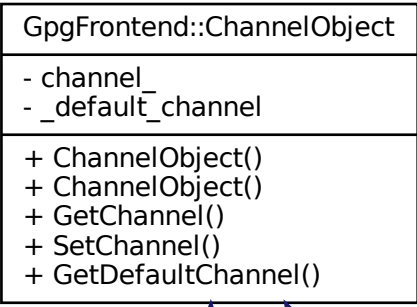 GpgFrontend::ChannelObject
- channel_
- _default_channel
+ ChannelObject()
+ ChannelObject()
+ GetChannel()
+ SetChannel()
+ GetDefaultChannel()